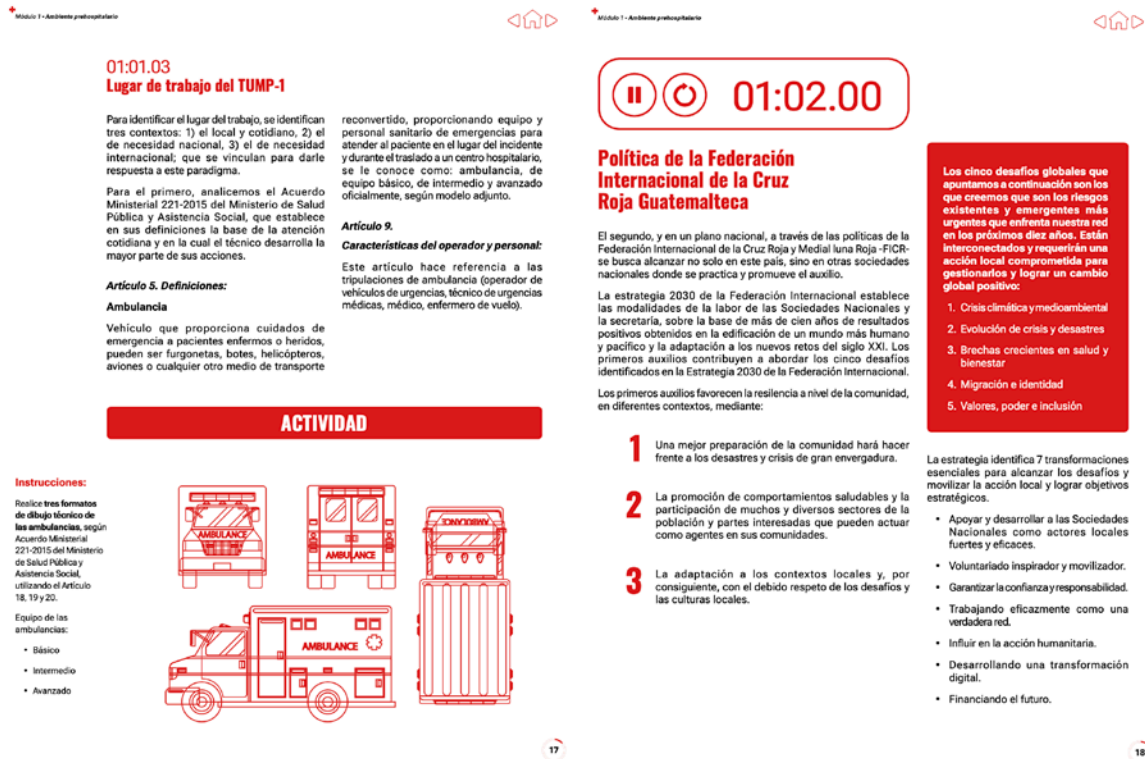 Módulo 1 - Ambiente prehospitalario
01:01.03
Lugar de trabajo del TUMP-1
Para identificar el lugar del trabajo, se identifican
tres contextos: 1) el local y cotidiano, 2) el
de necesidad nacional, 3) el de necesidad
internacional; que se vinculan para darle
respuesta a este paradigma.
Para el primero, analicemos el Acuerdo
Ministerial 221-2015 del Ministerio de Salud
Pública y Asistencia Social, que establece
en sus definiciones la base de la atención
cotidiana y en la cual el técnico desarrolla la
mayor parte de sus acciones.
Artículo 5. Definiciones:
Ambulancia
Vehículo que proporciona cuidados de
emergencia a pacientes enfermos o heridos,
pueden ser furgonetas, botes, helicópteros,
aviones o cualquier otro medio de transporte
reconvertido, proporcionando equipo y
personal sanitario de emergencias para
atender al paciente en el lugar del incidente
y durante el traslado a un centro hospitalario,
se le conoce como: ambulancia, de
equipo básico, de intermedio y avanzado
oficialmente, según modelo adjunto.
Artículo 9.
Características del operador y personal:
Este artículo hace referencia a las
tripulaciones de ambulancia (operador de
vehículos de urgencias, técnico de urgencias
médicas, médico, enfermero de vuelo).
ACTIVIDAD
Instrucciones:
Realice tres formatos
de dibujo técnico de
las ambulancias, según
Acuerdo Ministerial
221-2015 del Ministerio
de Salud Pública y
Asistencia Social,
utilizando el Artículo
18, 19 y 20.
Equipo de las
ambulancias:
• Básico
• Intermedio
• Avanzado
AMBULANCE
AMBULANCE
AMBULANCE
AMBULANCE
17
Módulo 1 - Ambiente prehospitalario
01:02.00
Política de la Federación
Internacional de la Cruz
Roja Guatemalteca
El segundo, y en un plano nacional, a través de las políticas de la
Federación Internacional de la Cruz Roja y Medial luna Roja -FICR-
se busca alcanzar no solo en este país, sino en otras sociedades
nacionales donde se practica y promueve el auxilio.
La estrategia 2030 de la Federación Internacional establece
las modalidades de la labor de las Sociedades Nacionales y
la secretaría, sobre la base de más de cien años de resultados
positivos obtenidos en la edificación de un mundo más humano
y pacífico y la adaptación a los nuevos retos del siglo XXI. Los
primeros auxilios contribuyen a abordar los cinco desafíos
identificados en la Estrategia 2030 de la Federación Internacional.
Los primeros auxilios favorecen la resilencia a nivel de la comunidad,
en diferentes contextos, mediante:
1 Una mejor preparación de la comunidad hará hacer
frente a los desastres y crisis de gran envergadura.
2 La promoción de comportamientos saludables y la
participación de muchos y diversos sectores de la
población y partes interesadas que pueden actuar
como agentes en sus comunidades.
3 La adaptación a los contextos locales y, por
consiguiente, con el debido respeto de los desafíos y
las culturas locales.
Los cinco desafíos globales que
apuntamos a continuación son los
que creemos que son los riesgos
existentes y emergentes más
urgentes que enfrenta nuestra red
en los próximos diez años. Están
interconectados y requerirán una
acción local comprometida para
gestionarlos y lograr un cambio
global positivo:
1. Crisis climática y medioambiental
2. Evolución de crisis y desastres
3. Brechas crecientes en salud y
bienestar
4. Migración e identidad
5. Valores, poder e inclusión
La estrategia identifica 7 transformaciones
esenciales para alcanzar los desafíos y
movilizar la acción local y lograr objetivos
estratégicos.
• Apoyar y desarrollar a las Sociedades
Nacionales como actores locales
fuertes y eficaces.
• Voluntariado inspirador y movilizador.
• Garantizar la confianza y responsabilidad.
• Trabajando eficazmente como una
verdadera red.
• Influir en la acción humanitaria.
• Desarrollando una transformación
digital.
• Financiando el futuro.
18